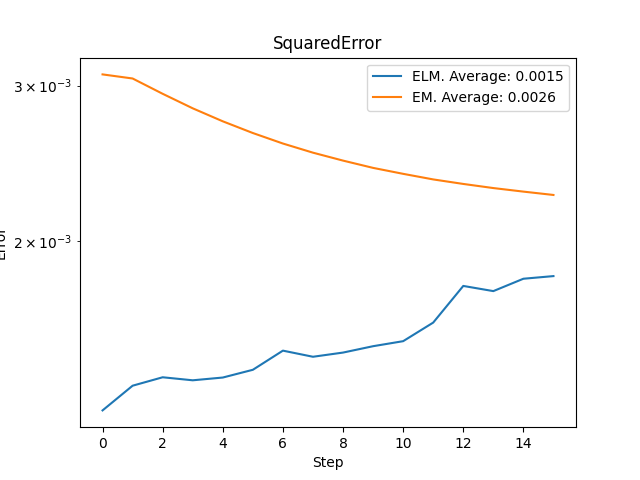 SquaredError
3 × 10⁻³
2 × 10⁻³
Error
ELM. Average: 0.0015
EM. Average: 0.0026
0 2 4 6 8 10 12 14
Step